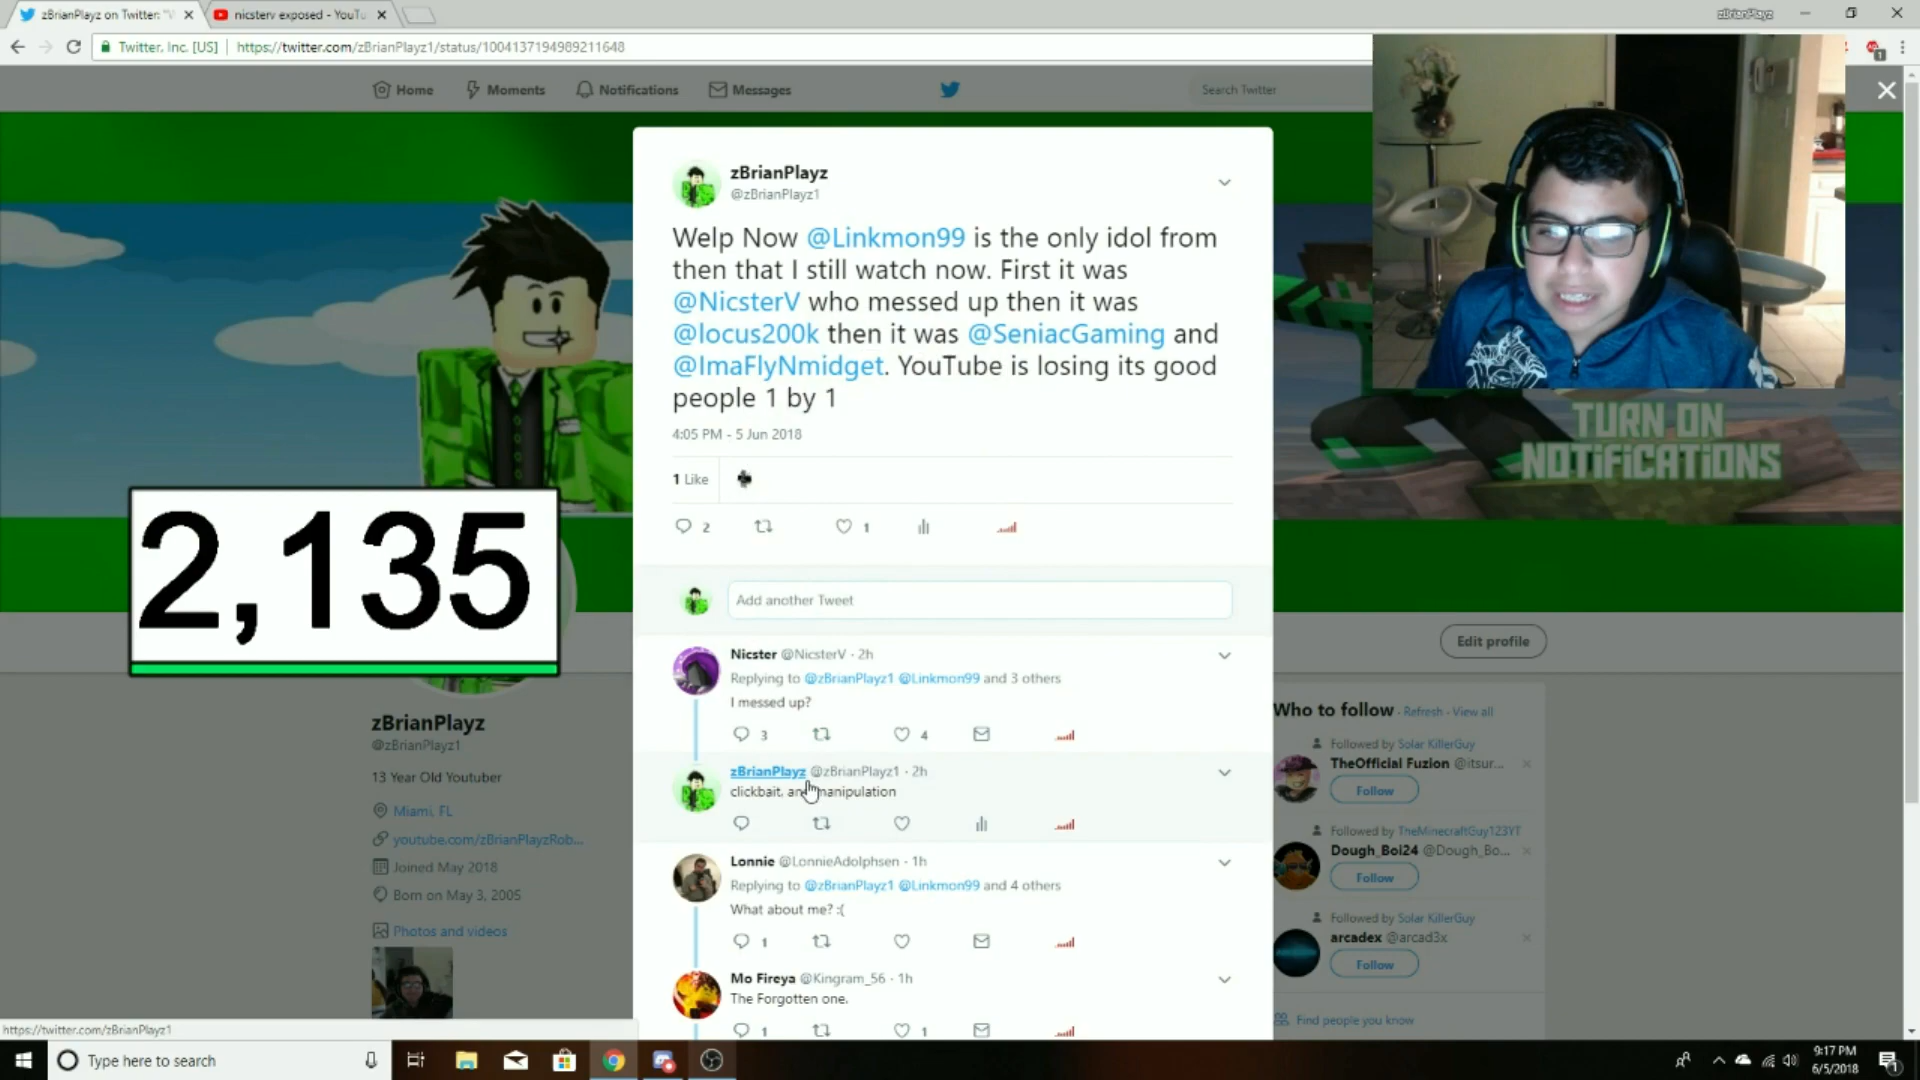 zBrianPlayz on Twitter: "V
nicsterv exposed - YouTu
zBrianPlayz
Twitter, Inc. [US]
https://twitter.com/zBrianPlayz1/status/1004137194989211648
1
Home
Moments
Notifications
Messages
Search Twitter
zBrianPlayz
@zBrianPlayz1
Welp Now @Linkmon99 is the only idol from
then that I still watch now. First it was
@NicsterV who messed up then it was
@locus200k then it was @SeniacGaming and
@ImaFlyNmidget. YouTube is losing its good
people 1 by 1
4:05 PM - 5 Jun 2018
1 Like
2
1
TURN ON
NOTIFICATIONS
2,135
Add another Tweet
Edit profile
Nicster @NicsterV · 2h
Replying to @zBrianPlayz1 @Linkmon99 and 3 others
I messed up?
3
4
zBrianPlayz @zBrianPlayz1 · 2h
clickbait, an manipulation
Lonnie @LonnieAdolphsen · 1h
Replying to @zBrianPlayz1 @Linkmon99 and 4 others
What about me? :(
1
Mo Fireya @Kingram_56 · 1h
The Forgotten one.
1
1
zBrianPlayz
@zBrianPlayz1
13 Year Old Youtuber
Miami, FL
youtube.com/zBrianPlayzRob...
Joined May 2018
Born on May 3, 2005
Photos and videos
Who to follow · Refresh · View all
Followed by Solar KillerGuy
TheOfficial Fuzion @itsur...
Follow
Followed by TheMinecraftGuy123YT
Dough_Boi24 @Dough_Bo...
Follow
Followed by Solar KillerGuy
arcadex @arcad3x
Follow
Find people you know
https://twitter.com/zBrianPlayz1
Type here to search
9:17 PM
6/5/2018
1